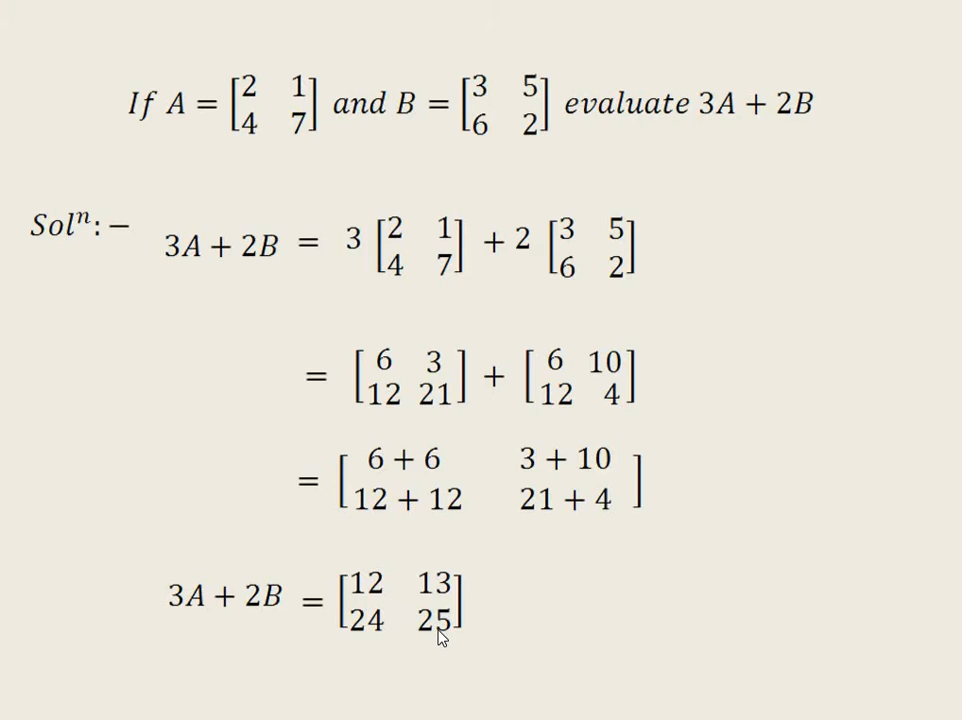 If A = [2 1 4 7] and B = [3 5 6 2] evaluate 3A + 2B
Solⁿ: − 3A + 2B = 3 [2 1 4 7] + 2 [3 5 6 2]
= [6 3 12 21] + [6 10 12 4]
= [6 + 6 3 + 10 12 + 12 21 + 4]
3A + 2B = [12 13 24 25]